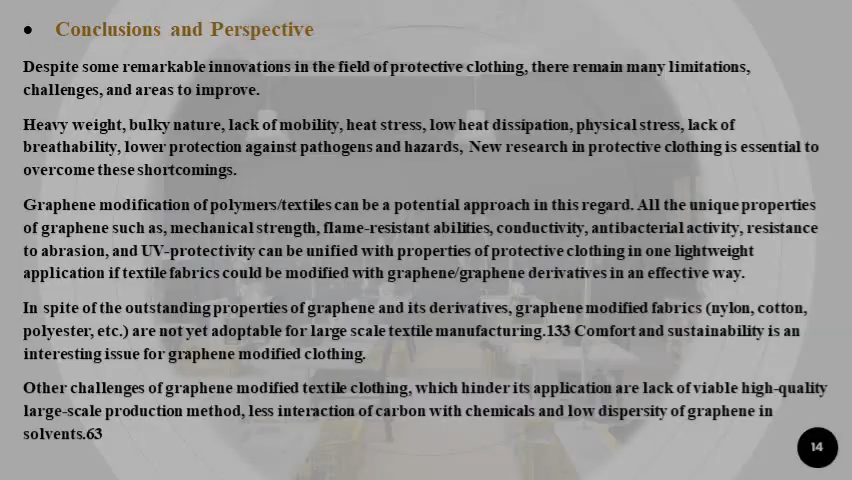 ● Conclusions and Perspective
Despite some remarkable innovations in the field of protective clothing, there remain many limitations,
challenges, and areas to improve.
Heavy weight, bulky nature, lack of mobility, heat stress, low heat dissipation, physical stress, lack of
breathability, lower protection against pathogens and hazards, New research in protective clothing is essential to
overcome these shortcomings.
Graphene modification of polymers/textiles can be a potential approach in this regard. All the unique properties
of graphene such as, mechanical strength, flame-resistant abilities, conductivity, antibacterial activity, resistance
to abrasion, and UV-protectivity can be unified with properties of protective clothing in one lightweight
application if textile fabrics could be modified with graphene/graphene derivatives in an effective way.
In spite of the outstanding properties of graphene and its derivatives, graphene modified fabrics (nylon, cotton,
polyester, etc.) are not yet adoptable for large scale textile manufacturing.133 Comfort and sustainability is an
interesting issue for graphene modified clothing.
Other challenges of graphene modified textile clothing, which hinder its application are lack of viable high-quality
large-scale production method, less interaction of carbon with chemicals and low dispersity of graphene in
solvents.63
14